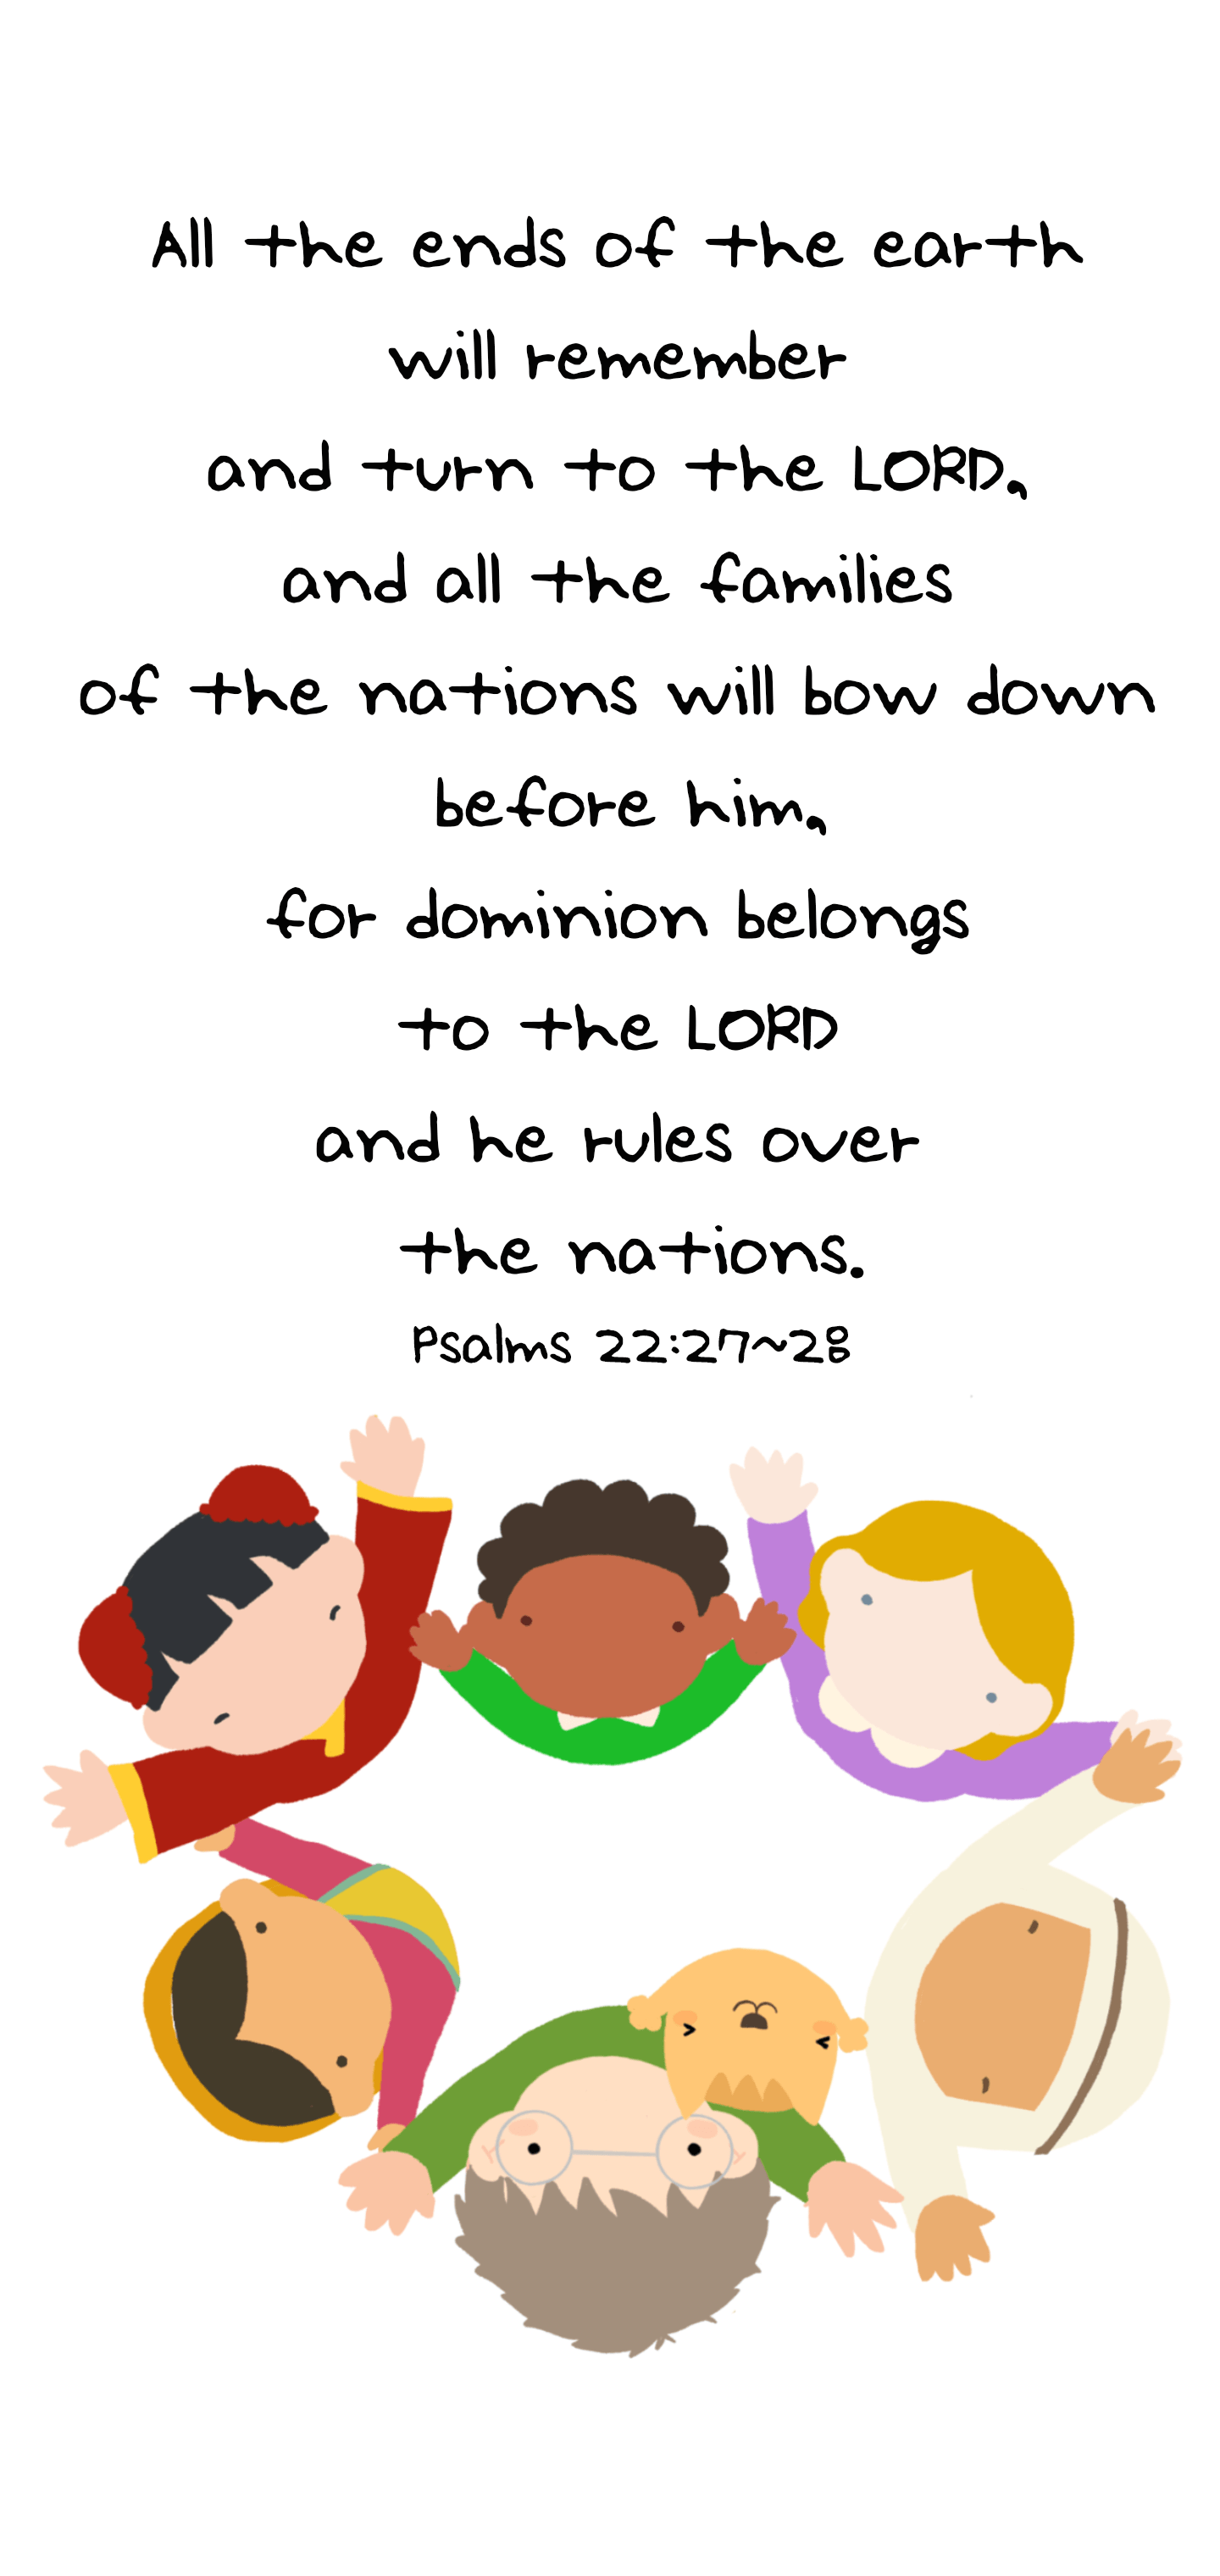 All the ends of the earth
will remember
and turn to the LORD,
and all the families
of the nations will bow down
before him,
for dominion belongs
to the LORD
and he rules over
the nations.
Psalms 22:27~28